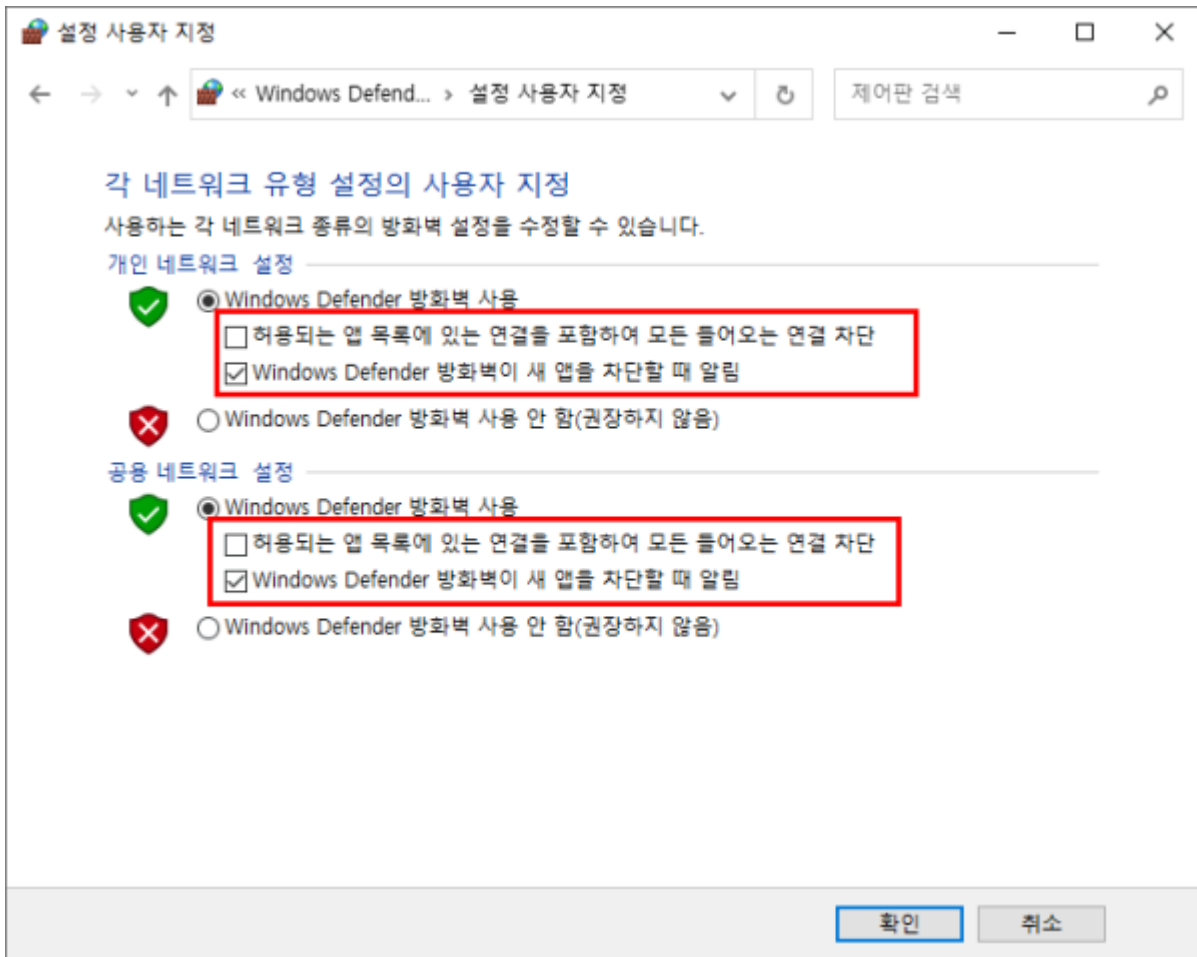 설정 사용자 지정
« Windows Defend... › 설정 사용자 지정 제어판 검색
각 네트워크 유형 설정의 사용자 지정
사용하는 각 네트워크 종류의 방화벽 설정을 수정할 수 있습니다.
개인 네트워크 설정
Windows Defender 방화벽 사용
허용되는 앱 목록에 있는 연결을 포함하여 모든 들어오는 연결 차단
Windows Defender 방화벽이 새 앱을 차단할 때 알림
Windows Defender 방화벽 사용 안 함(권장하지 않음)
공용 네트워크 설정
Windows Defender 방화벽 사용
허용되는 앱 목록에 있는 연결을 포함하여 모든 들어오는 연결 차단
Windows Defender 방화벽이 새 앱을 차단할 때 알림
Windows Defender 방화벽 사용 안 함(권장하지 않음)
확인 취소